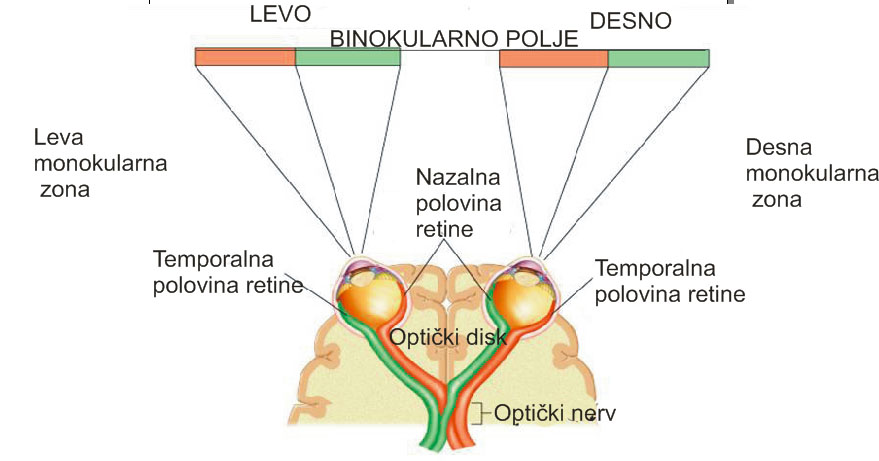 LEVO
DESNO
BINOKULARNO POLJE
Leva
monokularna
zona
Desna
monokularna
zona
Nazalna
polovina
retine
Temporalna
polovina retine
Temporalna
polovina retine
Optički disk
Optički nerv